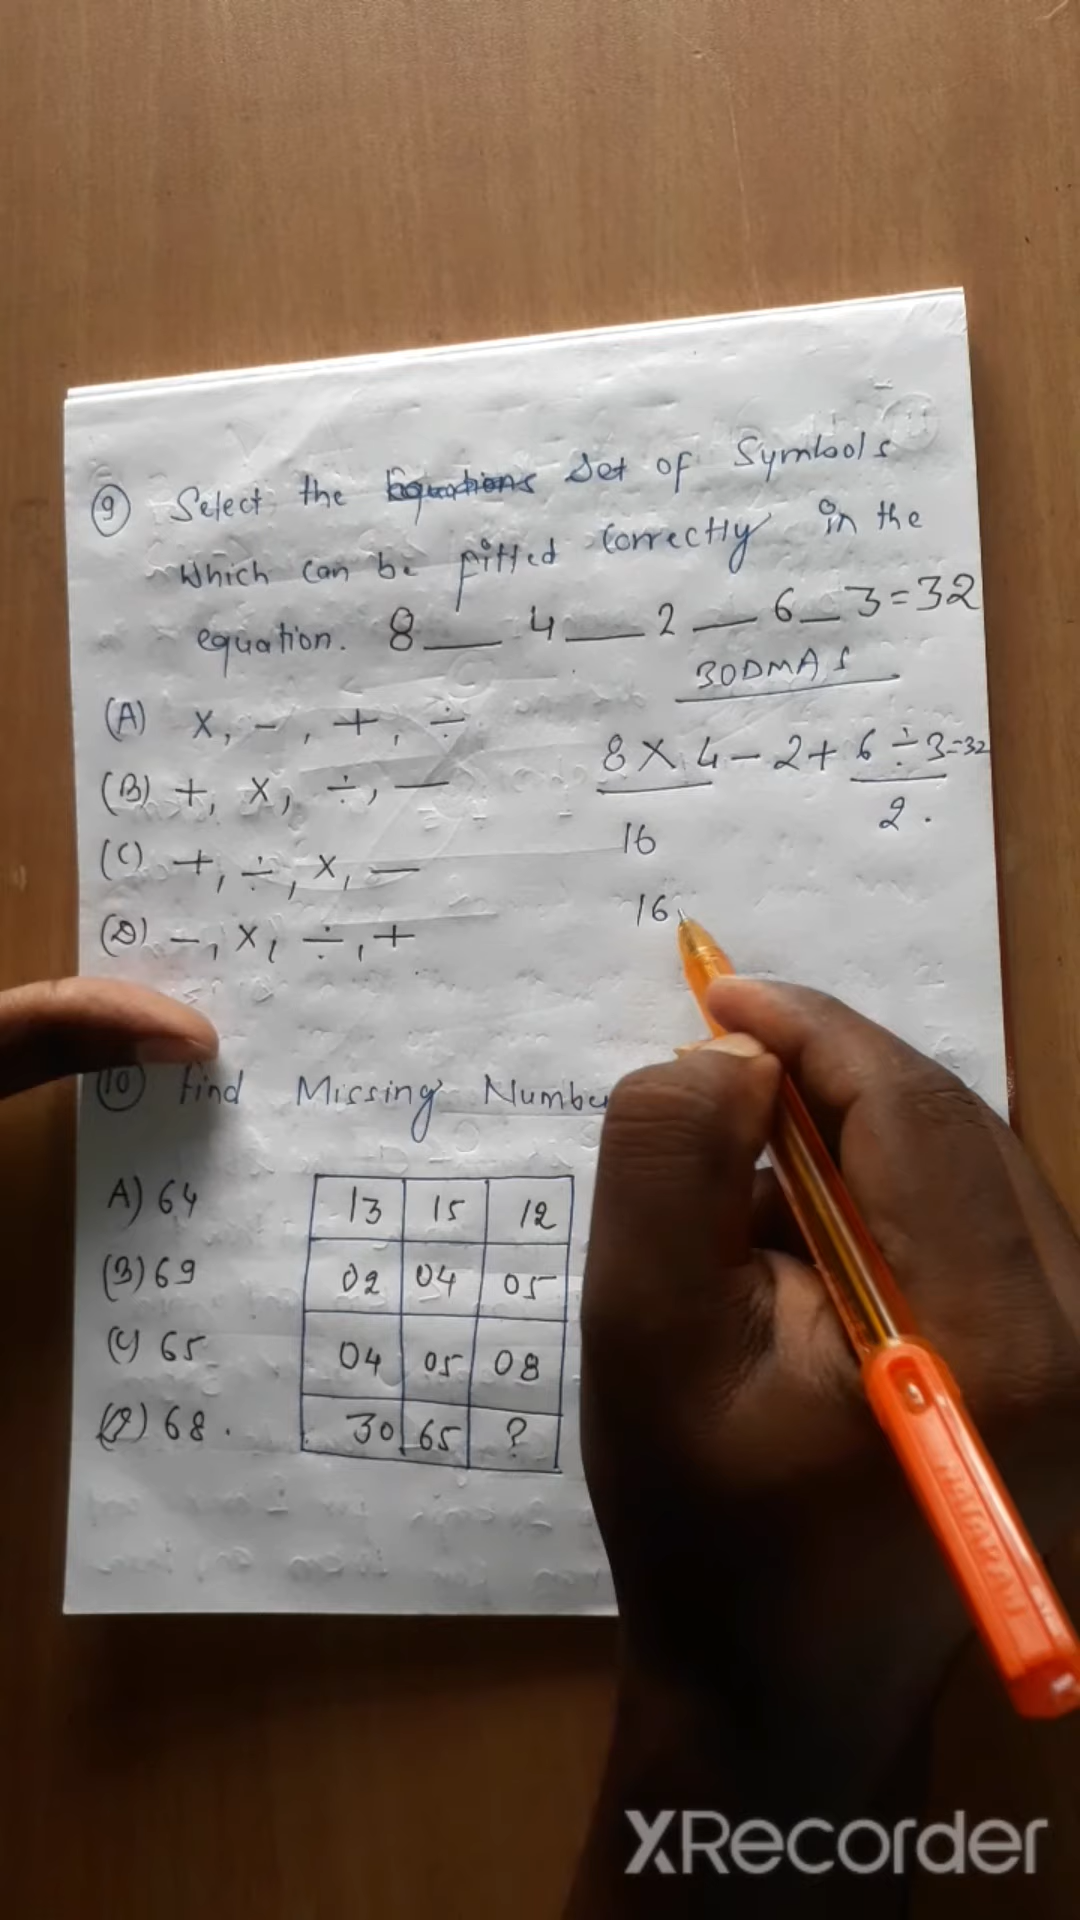 (9) Select the Equations Set of Symbols
Which can be fitted Correctly in the
equation. 8 __ 4 __ 2 __ 6 __ 3 = 32
BODMAS
(A) ×, −, +, ÷
8 × 4 − 2 + 6 ÷ 3 = 32
(B) +, ×, ÷, −
2.
16
(C) +, ÷, ×, −
16
(D) −, ×, ÷, +
(10) Find Missing Numbe
A) 64
13 15 12
(B) 69
02 04 05
(C) 65
04 05 08
(D) 68.
30 65 ?
XRecorder